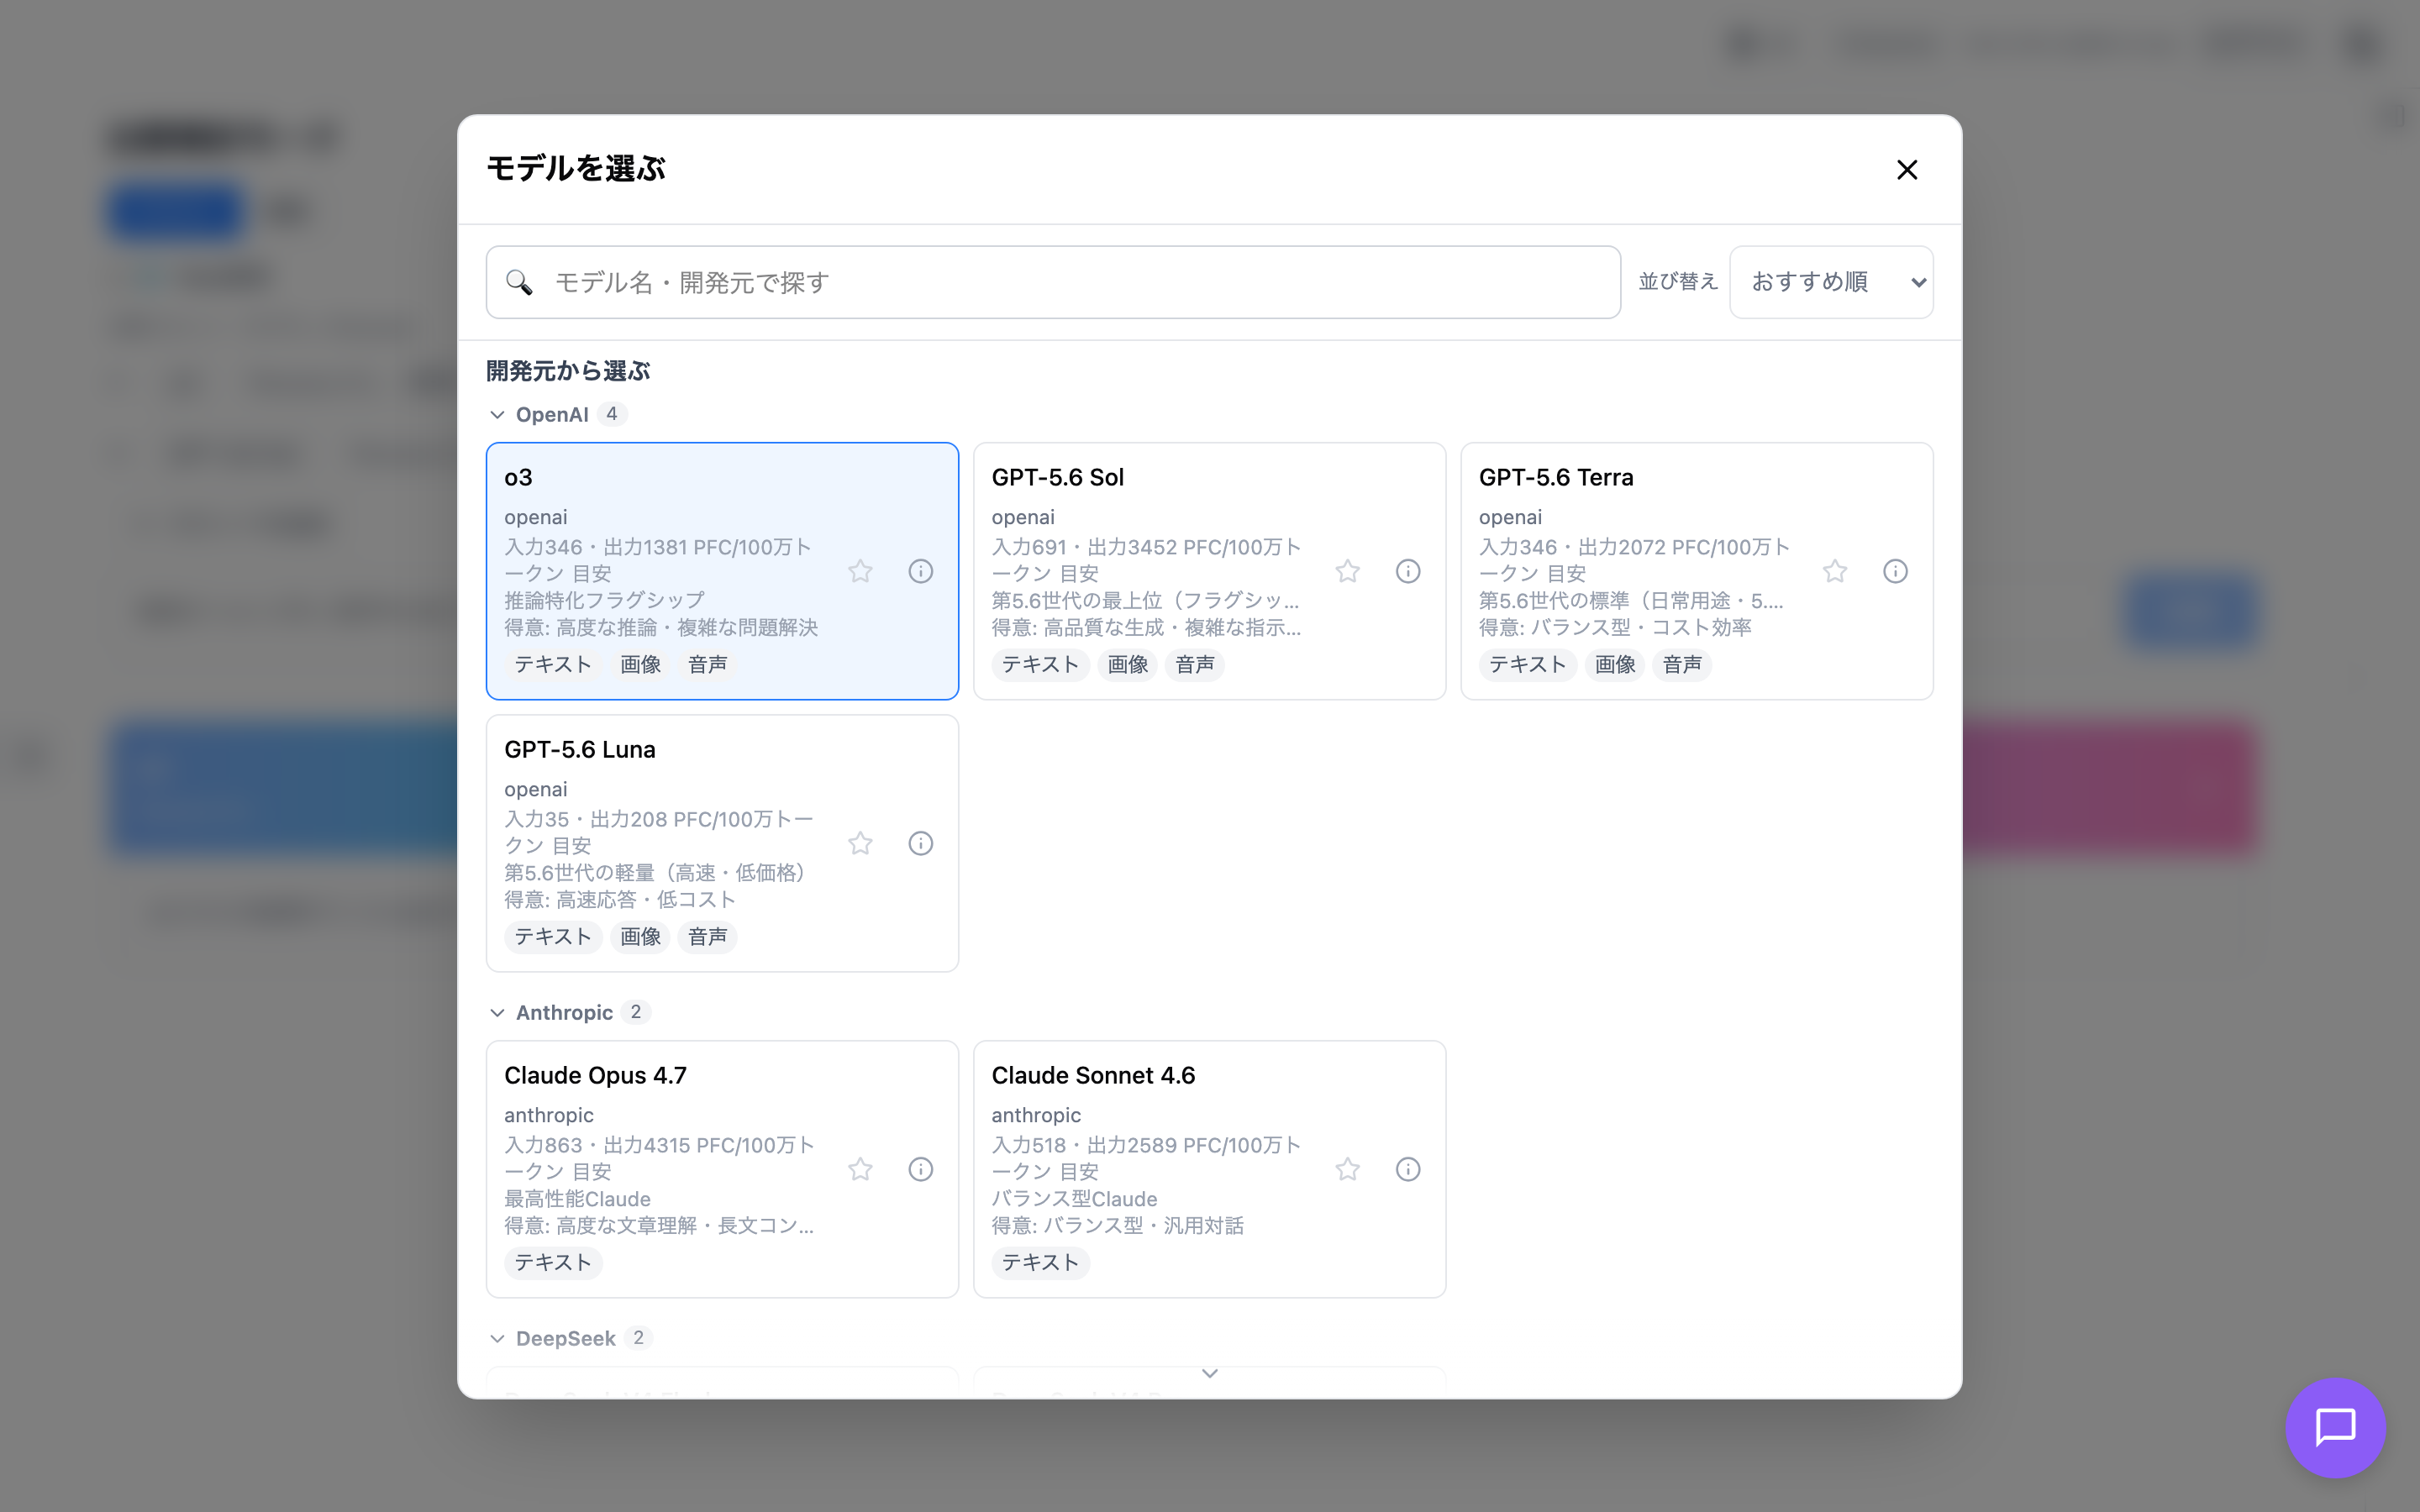 モデルを選ぶ
モデル名・開発元で探す
並び替え
おすすめ順
開発元から選ぶ
OpenAI 4
o3
openai
入力346・出力1381 PFC/100万ト
ークン 目安
推論特化フラグシップ
得意: 高度な推論・複雑な問題解決
テキスト 画像 音声
GPT-5.6 Sol
openai
入力691・出力3452 PFC/100万ト
ークン 目安
第5.6世代の最上位（フラグシッ...
得意: 高品質な生成・複雑な指示...
テキスト 画像 音声
GPT-5.6 Terra
openai
入力346・出力2072 PFC/100万ト
ークン 目安
第5.6世代の標準（日常用途・5....
得意: バランス型・コスト効率
テキスト 画像 音声
GPT-5.6 Luna
openai
入力35・出力208 PFC/100万トー
クン 目安
第5.6世代の軽量（高速・低価格）
得意: 高速応答・低コスト
テキスト 画像 音声
Anthropic 2
Claude Opus 4.7
anthropic
入力863・出力4315 PFC/100万ト
ークン 目安
最高性能Claude
得意: 高度な文章理解・長文コン...
テキスト
Claude Sonnet 4.6
anthropic
入力518・出力2589 PFC/100万ト
ークン 目安
バランス型Claude
得意: バランス型・汎用対話
テキスト
DeepSeek 2